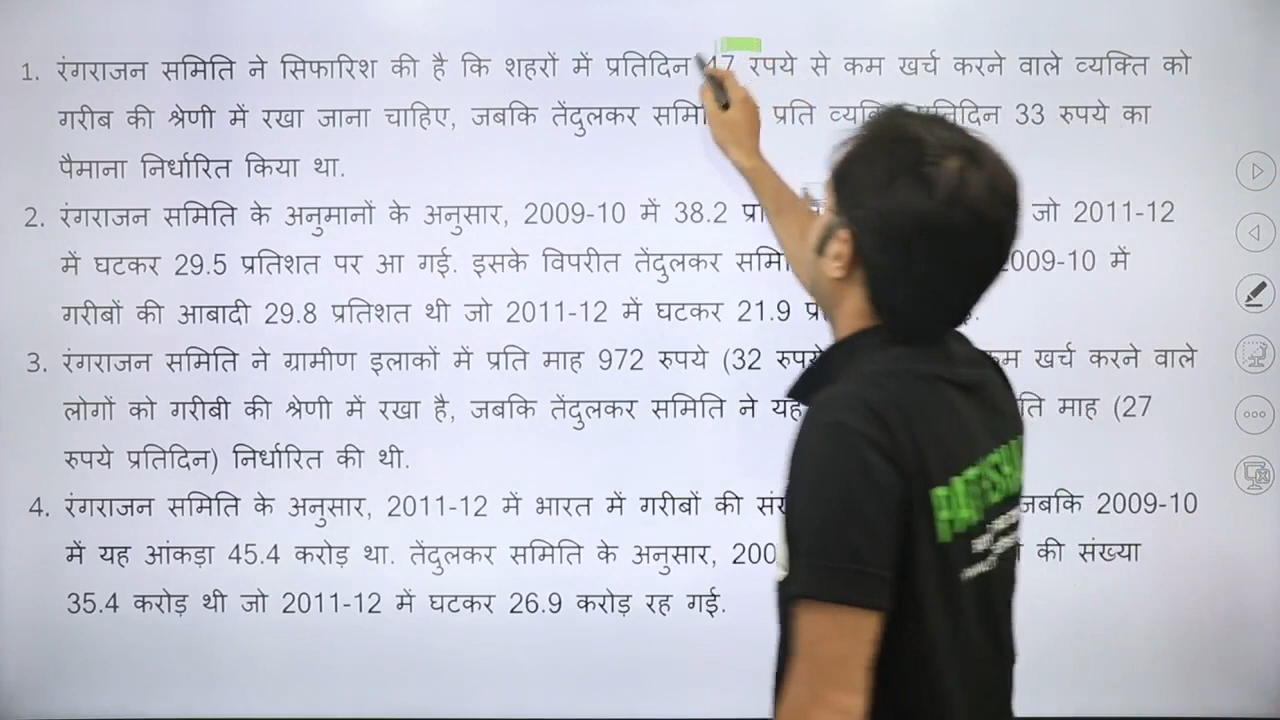 1. रंगराजन समिति ने सिफारिश की है कि शहरों में प्रतिदिन 47 रुपये से कम खर्च करने वाले व्यक्ति को
गरीब की श्रेणी में रखा जाना चाहिए, जबकि तेंदुलकर प्रति 33 रुपये का
पैमाना निर्धारित किया था.
2. रंगराजन समिति के अनुमानों के अनुसार, 2009-10 में 38.2 जो 2011-12
में घटकर 29.5 प्रतिशत पर आ गई. इसके विपरीत तेंदुलकर 2009-10 में
गरीबों की आबादी 29.8 प्रतिशत थी जो 2011-12 में घटकर 21.9
3. रंगराजन समिति ने ग्रामीण इलाकों में प्रति माह 972 रुपये (32 कम खर्च करने वाले
लोगों को गरीबी की श्रेणी में रखा है, जबकि तेंदुलकर समिति ने यह माह (27
रुपये प्रतिदिन) निर्धारित की थी.
4. रंगराजन समिति के अनुसार, 2011-12 में भारत में गरीबों की जबकि 2009-10
में यह आंकड़ा 45.4 करोड़ था. तेंदुलकर समिति के अनुसार, की संख्या
35.4 करोड़ थी जो 2011-12 में घटकर 26.9 करोड़ रह गई.